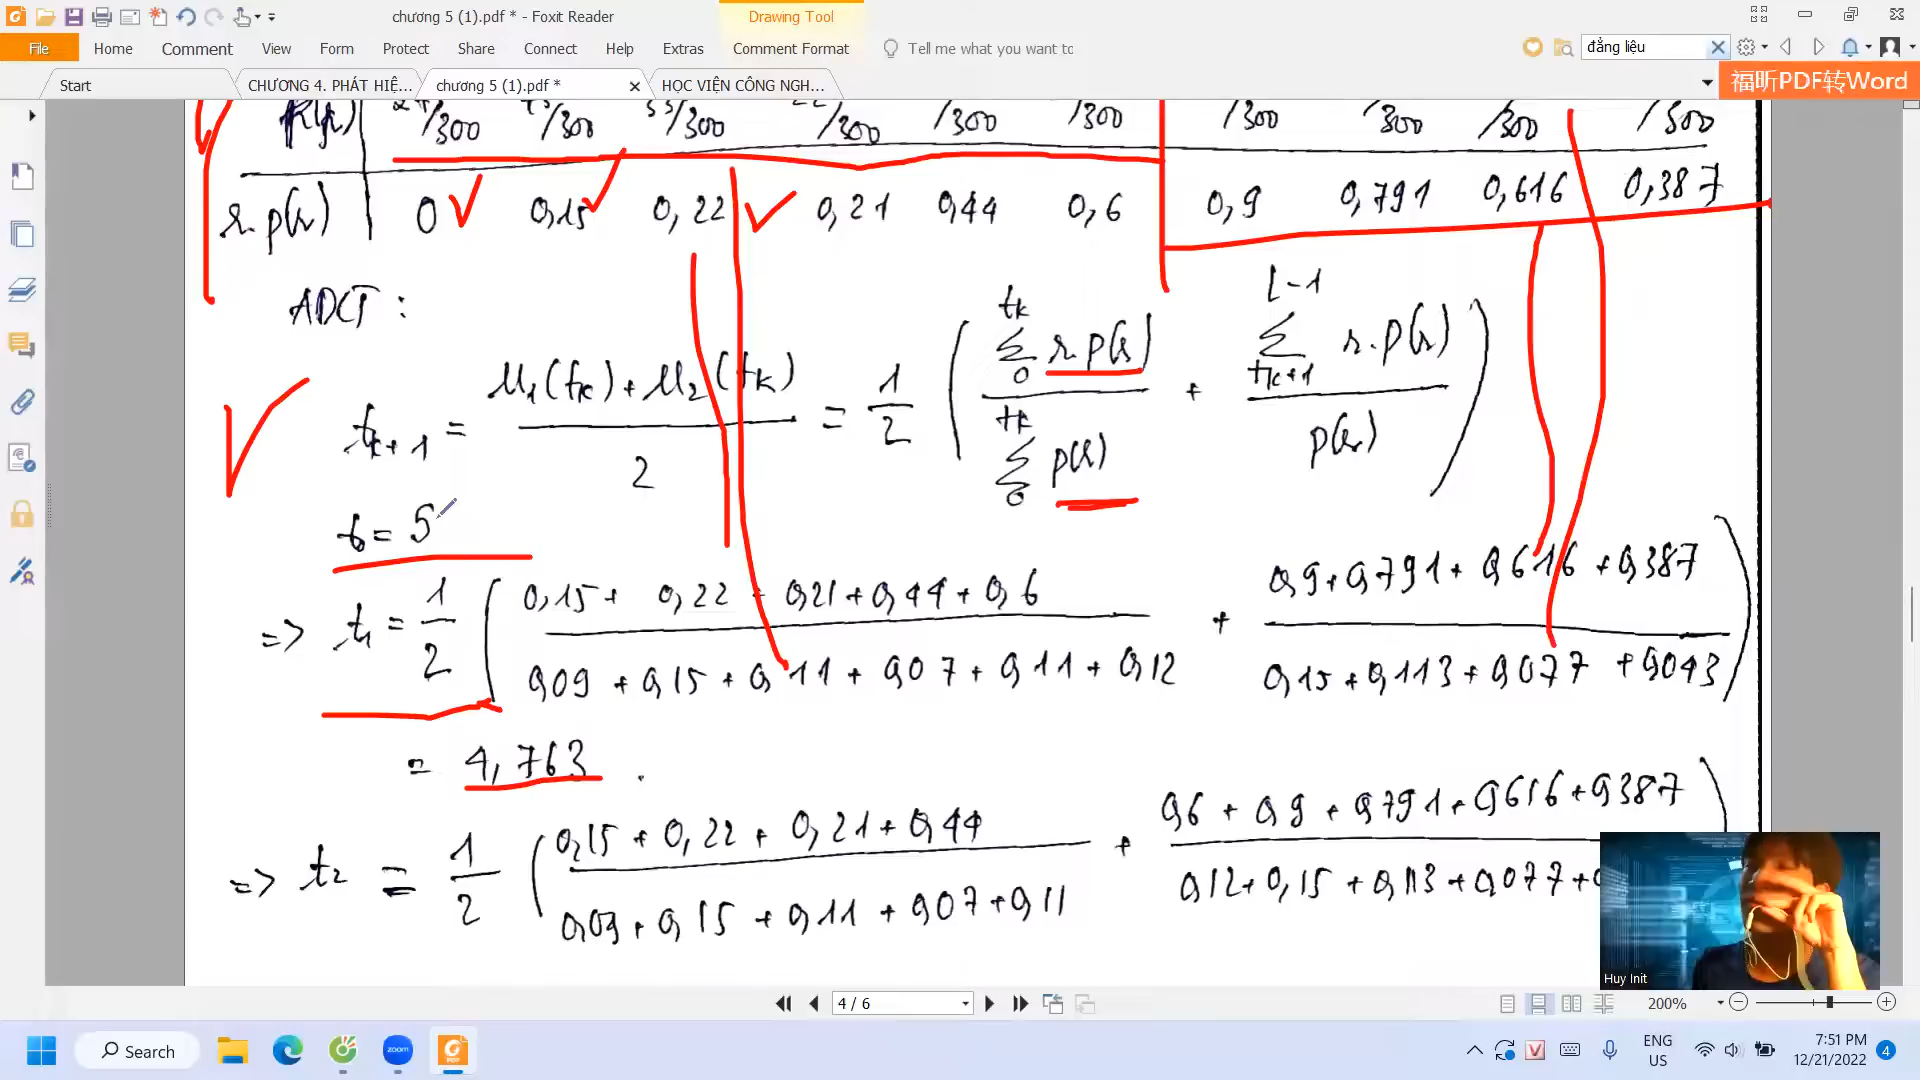 chương 5 (1).pdf * - Foxit Reader
Drawing Tool
File Home Comment View Form Protect Share Connect Help Extras Comment Format Tell me what you want to
đẳng liệu
Start CHƯƠNG 4. PHÁT HIỆ... chương 5 (1).pdf * HỌC VIỆN CÔNG NGH...
福昕PDF转Word
/300 /300 /300 /300 /300 /300 /300 /300 /300 /300
r.p(r) 0 0,15 0,22 0,21 0,44 0,6 0,9 0,791 0,616 0,387
ADCT :
tk+1 = μ1(tk) + μ2(tk) / 2 = 1/2 ( Σ 0 tk r.p(r) / Σ 0 tk p(r) + Σ tk+1 L-1 r.p(r) / p(r) )
t0 = 5
=> t1 = 1/2 ( 0,15 + 0,22 + 0,21 + 0,44 + 0,6 / 0,09 + 0,15 + 0,11 + 0,07 + 0,11 + 0,12 + 0,9 + 0,791 + 0,616 + 0,387 / 0,15 + 0,113 + 0,077 + 0,043 )
= 4,763 .
=> t2 = 1/2 ( 0,15 + 0,22 + 0,21 + 0,44 / 0,09 + 0,15 + 0,11 + 0,07 + 0,11 + 0,6 + 0,9 + 0,791 + 0,616 + 0,387 / 0,12 + 0,15 + 0,113 + 0,077 +
Huy Init
4 / 6
200%
Search
zoom
PDF
ENG
US
7:51 PM
12/21/2022
4